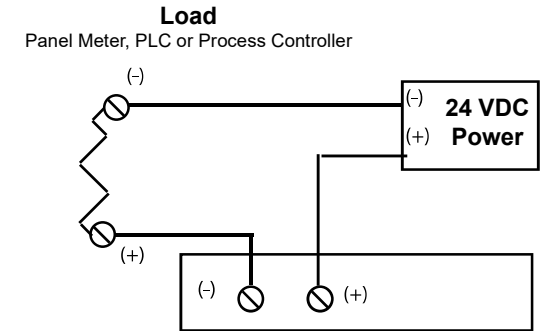 Load
Panel Meter, PLC or Process Controller
(-)
(-)
24 VDC
(+)
Power
(+)
(-)
(+)